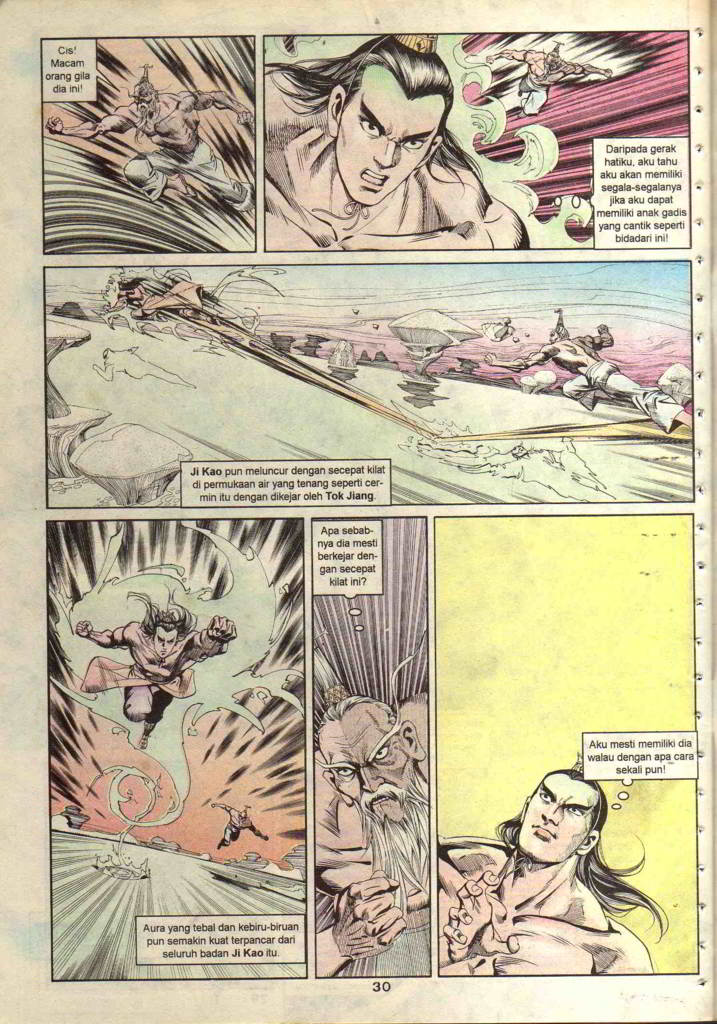 Cis!
Macam
orang gila
dia ini!
Daripada gerak
hatiku, aku tahu
aku akan memiliki
segala-segalanya
jika aku dapat
memiliki anak gadis
yang cantik seperti
bidadari ini!
Ji Kao pun meluncur dengan secepat kilat
di permukaan air yang tenang seperti cer-
min itu dengan dikejar oleh Tok Jiang.
Aura yang tebal dan kebiru-biruan
pun semakin kuat terpancar dari
seluruh badan Ji Kao itu.
Apa sebab-
nya dia mesti
berkejar den-
gan secepat
kilat ini?
Aku mesti memiliki dia
walau dengan apa cara
sekali pun!
30